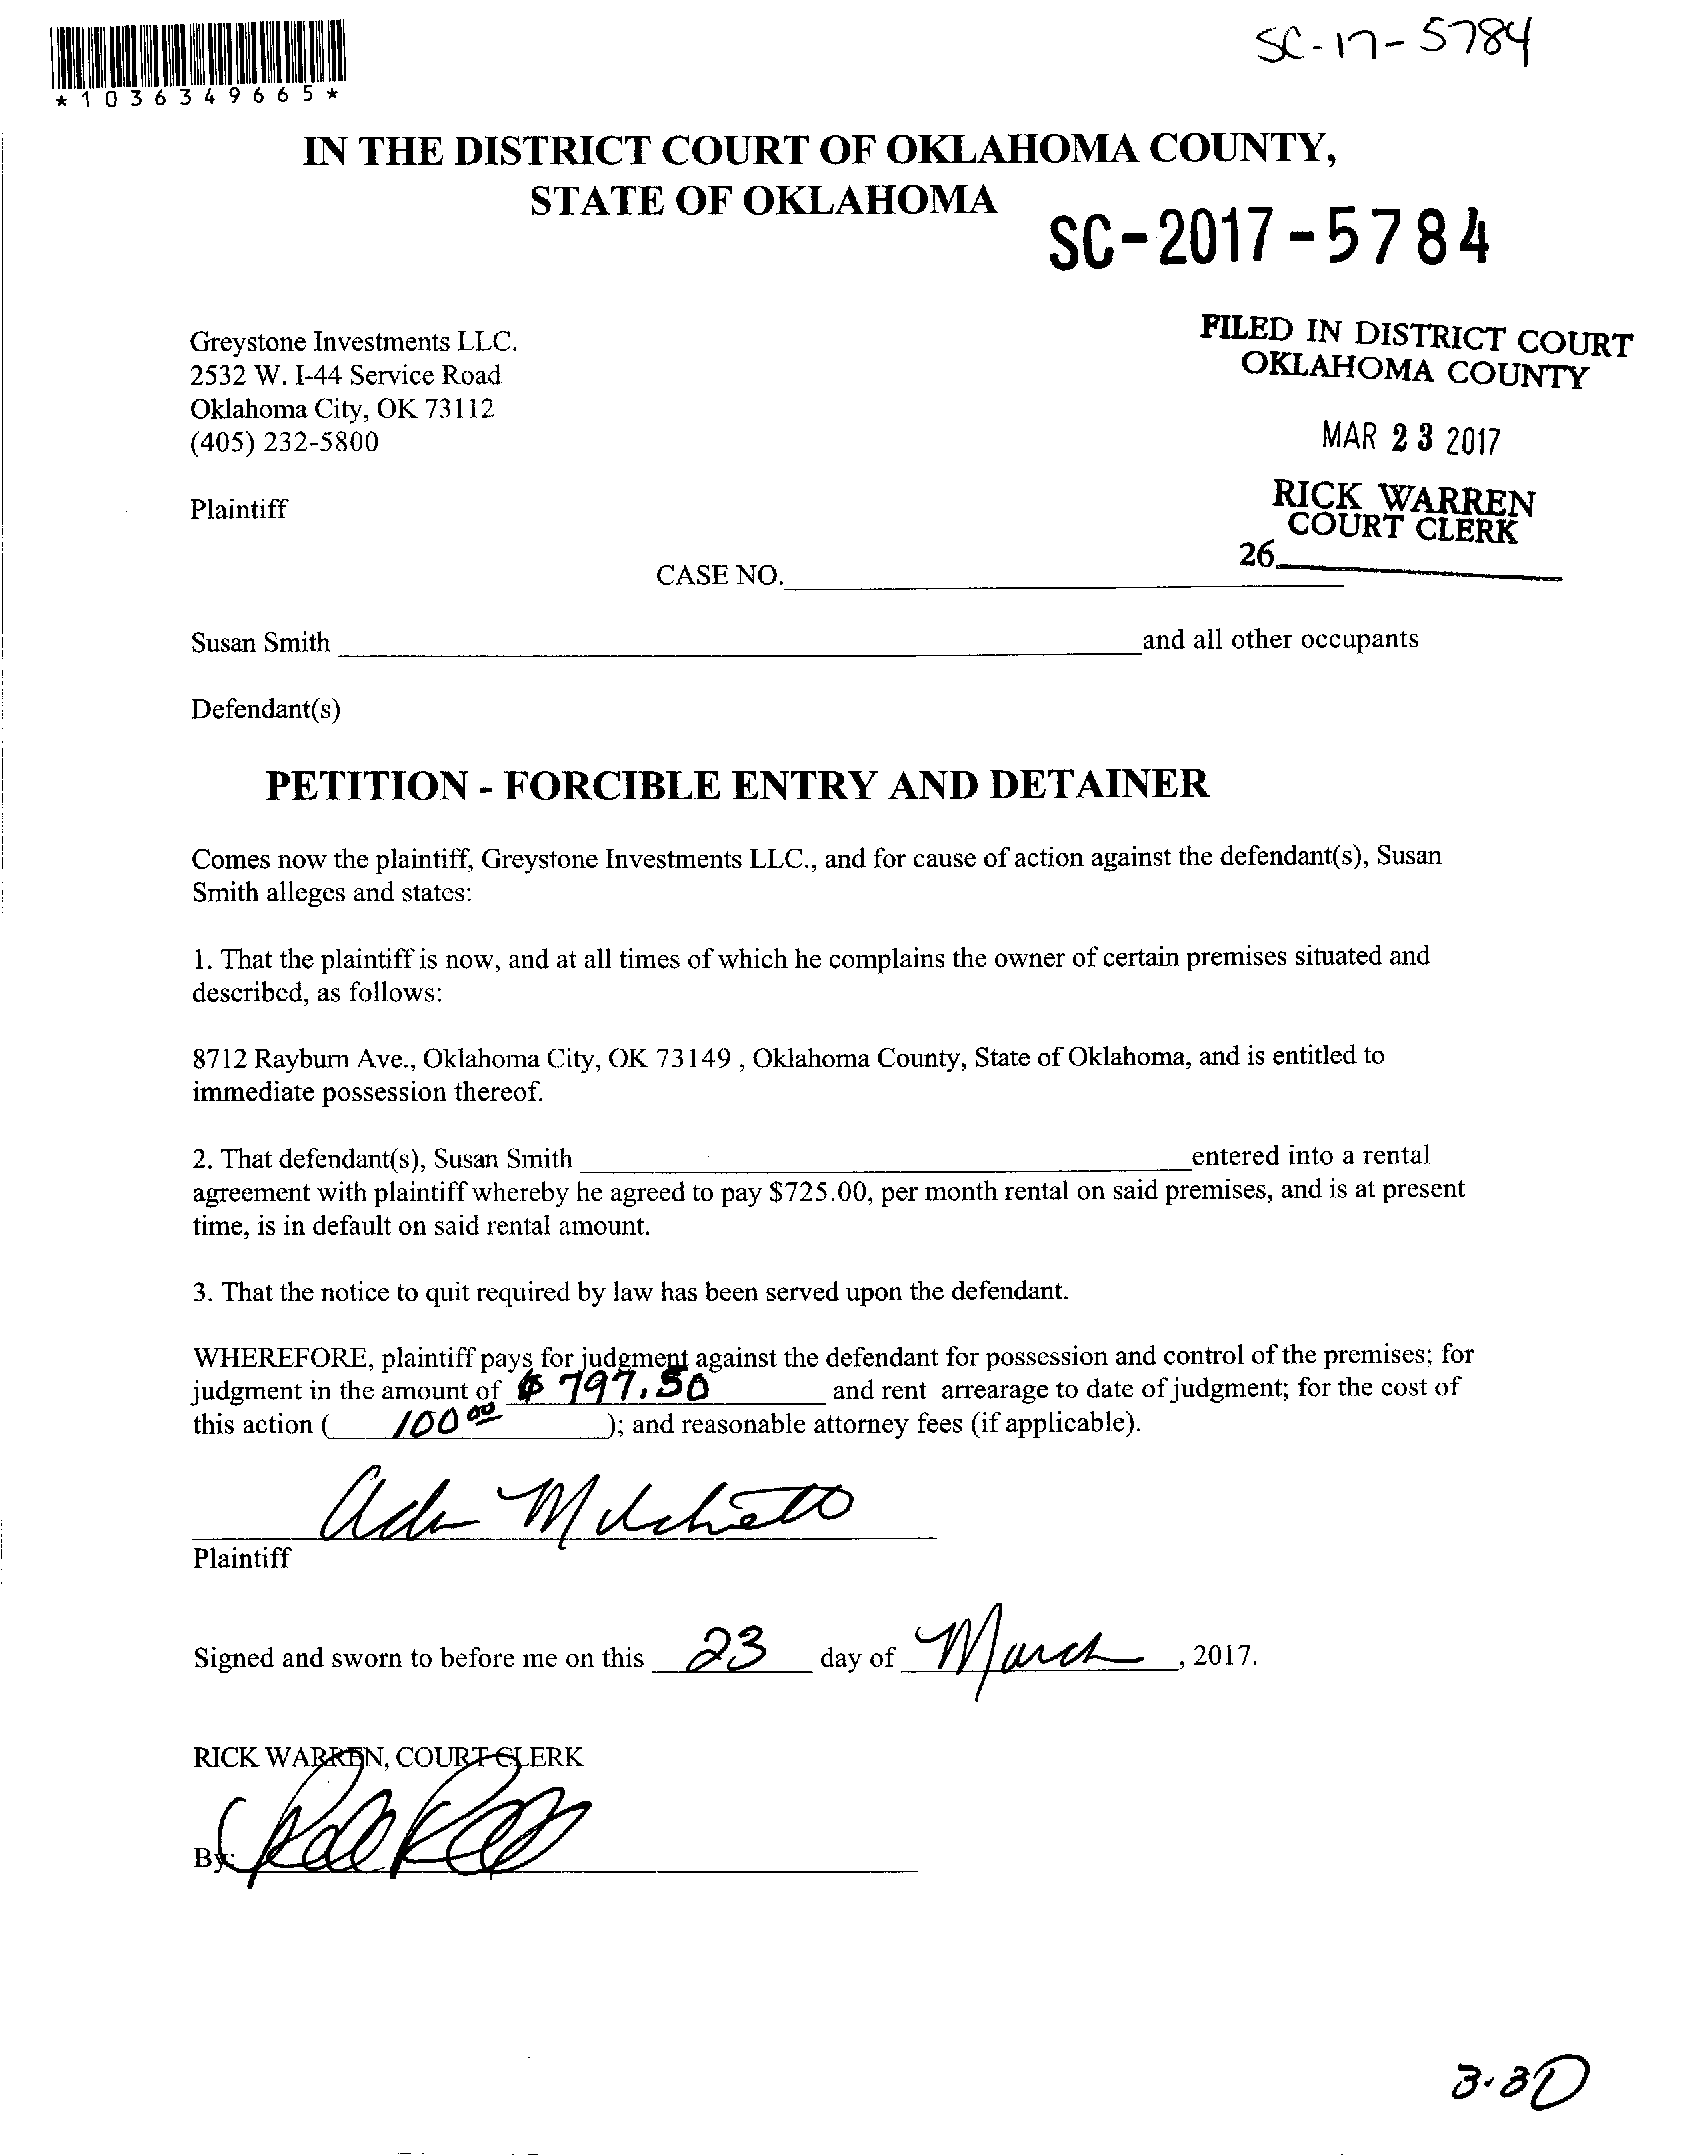 SC-17-5784
*1036349665*
IN THE DISTRICT COURT OF OKLAHOMA COUNTY,
STATE OF OKLAHOMA
SC-2017-5784
Greystone Investments LLC.
2532 W. I-44 Service Road
Oklahoma City, OK 73112
(405) 232-5800
FILED IN DISTRICT COURT
OKLAHOMA COUNTY
MAR 23 2017
RICK WARREN
COURT CLERK
26
Plaintiff
CASE NO.
Susan Smith and all other occupants
Defendant(s)
PETITION - FORCIBLE ENTRY AND DETAINER
Comes now the plaintiff, Greystone Investments LLC., and for cause of action against the defendant(s), Susan
Smith alleges and states:
1. That the plaintiff is now, and at all times of which he complains the owner of certain premises situated and
described, as follows:
8712 Rayburn Ave., Oklahoma City, OK 73149 , Oklahoma County, State of Oklahoma, and is entitled to
immediate possession thereof.
2. That defendant(s), Susan Smith entered into a rental
agreement with plaintiff whereby he agreed to pay $725.00, per month rental on said premises, and is at present
time, is in default on said rental amount.
3. That the notice to quit required by law has been served upon the defendant.
WHEREFORE, plaintiff pays for judgment against the defendant for possession and control of the premises; for
judgment in the amount of $797.50 and rent arrearage to date of judgment; for the cost of
this action ( 100 00 ); and reasonable attorney fees (if applicable).
Plaintiff
Signed and sworn to before me on this 23 day of March, 2017.
RICK WARREN, COURT CLERK
By: